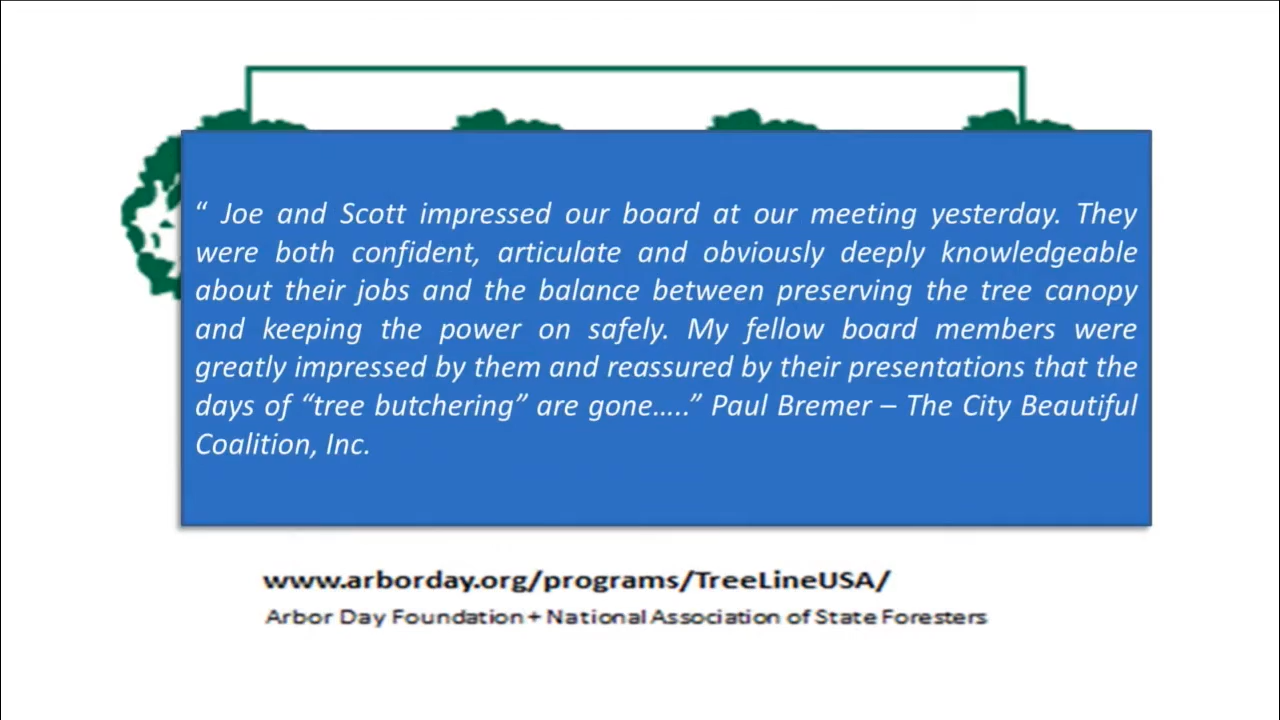 “ Joe and Scott impressed our board at our meeting yesterday. They
were both confident, articulate and obviously deeply knowledgeable
about their jobs and the balance between preserving the tree canopy
and keeping the power on safely. My fellow board members were
greatly impressed by them and reassured by their presentations that the
days of “tree butchering” are gone…..” Paul Bremer – The City Beautiful
Coalition, Inc.
www.arborday.org/programs/TreeLineUSA/
Arbor Day Foundation + National Association of State Foresters